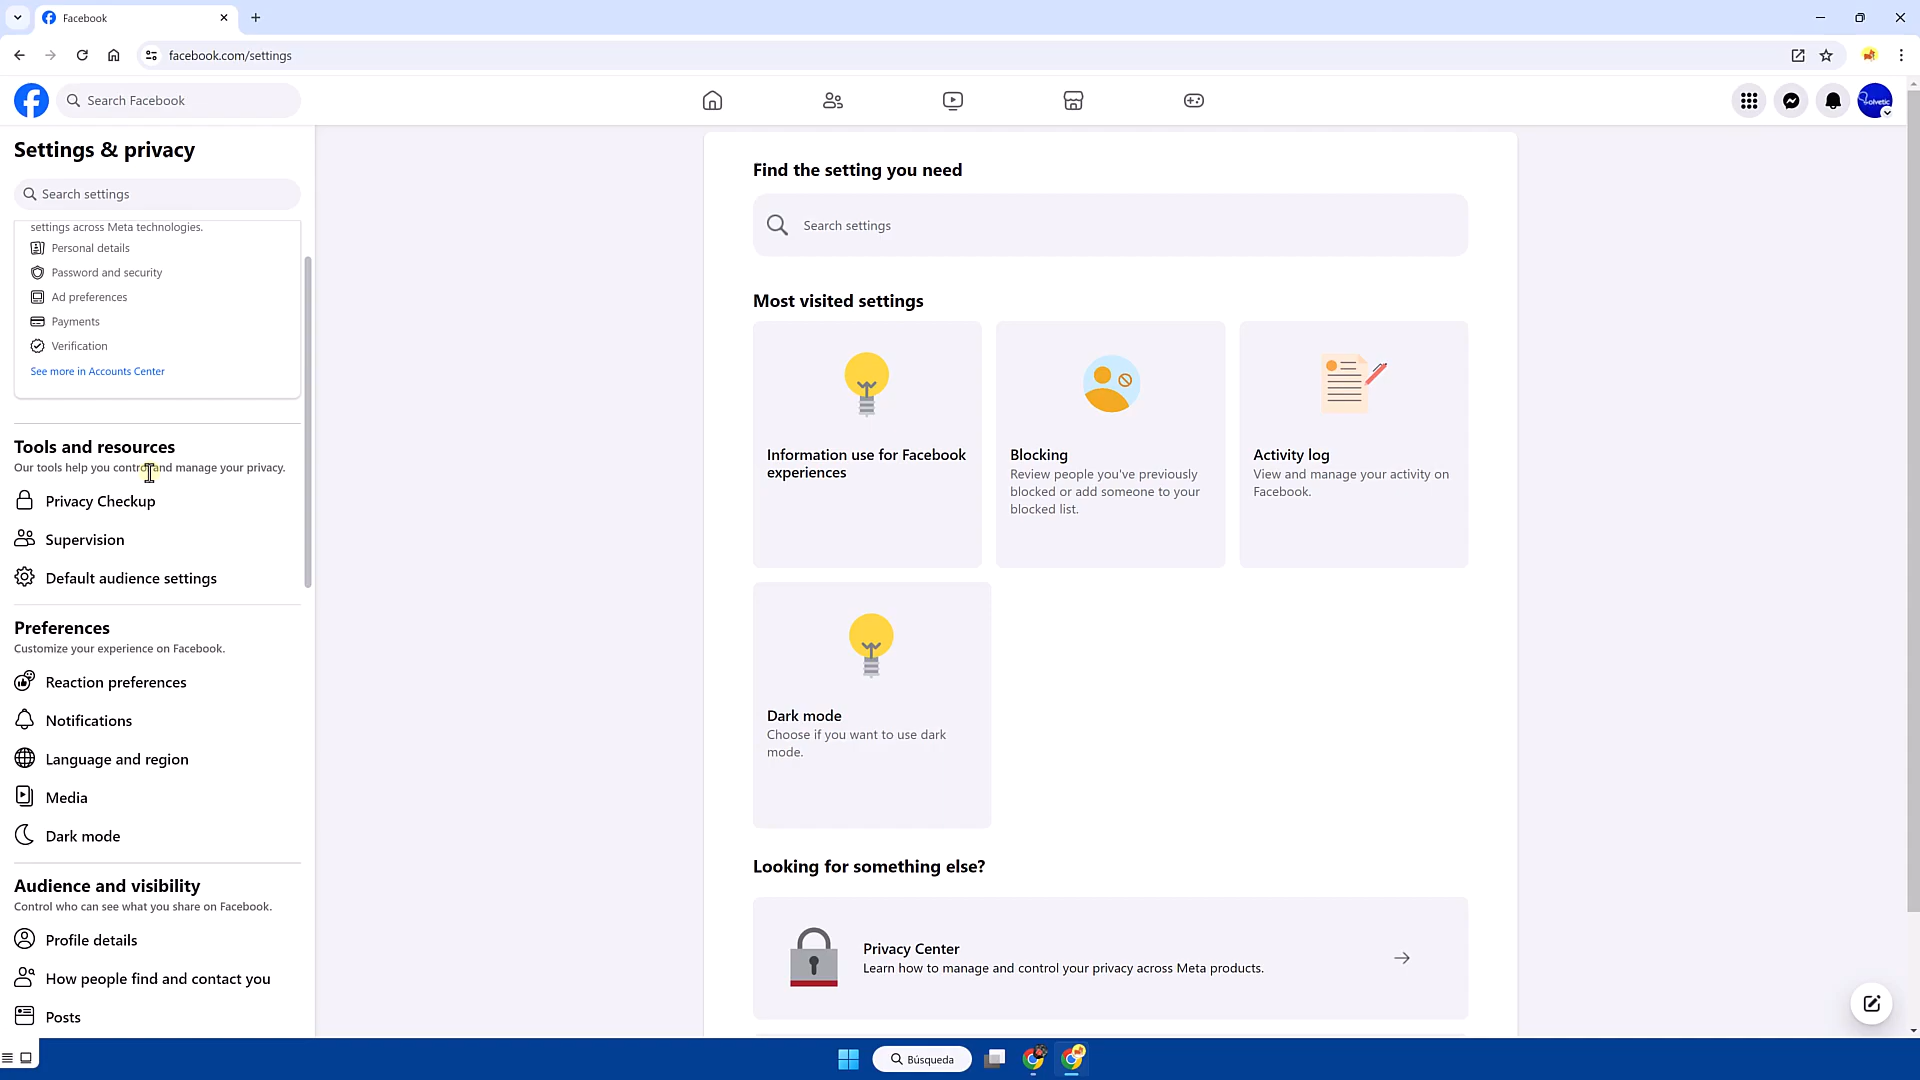 Facebook
facebook.com/settings
Search Facebook
Solvetic
Settings & privacy
Search settings
settings across Meta technologies.
Personal details
Password and security
Ad preferences
Payments
Verification
See more in Accounts Center
Tools and resources
Our tools help you control and manage your privacy.
Privacy Checkup
Supervision
Default audience settings
Preferences
Customize your experience on Facebook.
Reaction preferences
Notifications
Language and region
Media
Dark mode
Audience and visibility
Control who can see what you share on Facebook.
Profile details
How people find and contact you
Posts
Find the setting you need
Search settings
Most visited settings
Information use for Facebook
experiences
Blocking
Review people you've previously
blocked or add someone to your
blocked list.
Activity log
View and manage your activity on
Facebook.
Dark mode
Choose if you want to use dark
mode.
Looking for something else?
Privacy Center
Learn how to manage and control your privacy across Meta products.
Búsqueda